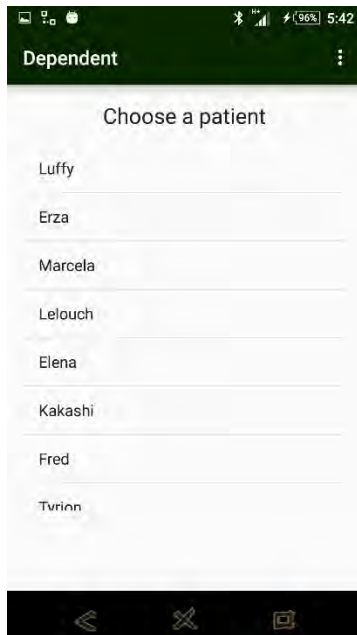 H+ 96% 5:42
Dependent
Choose a patient
Luffy
Erza
Marcela
Lelouch
Elena
Kakashi
Fred
Tyrion